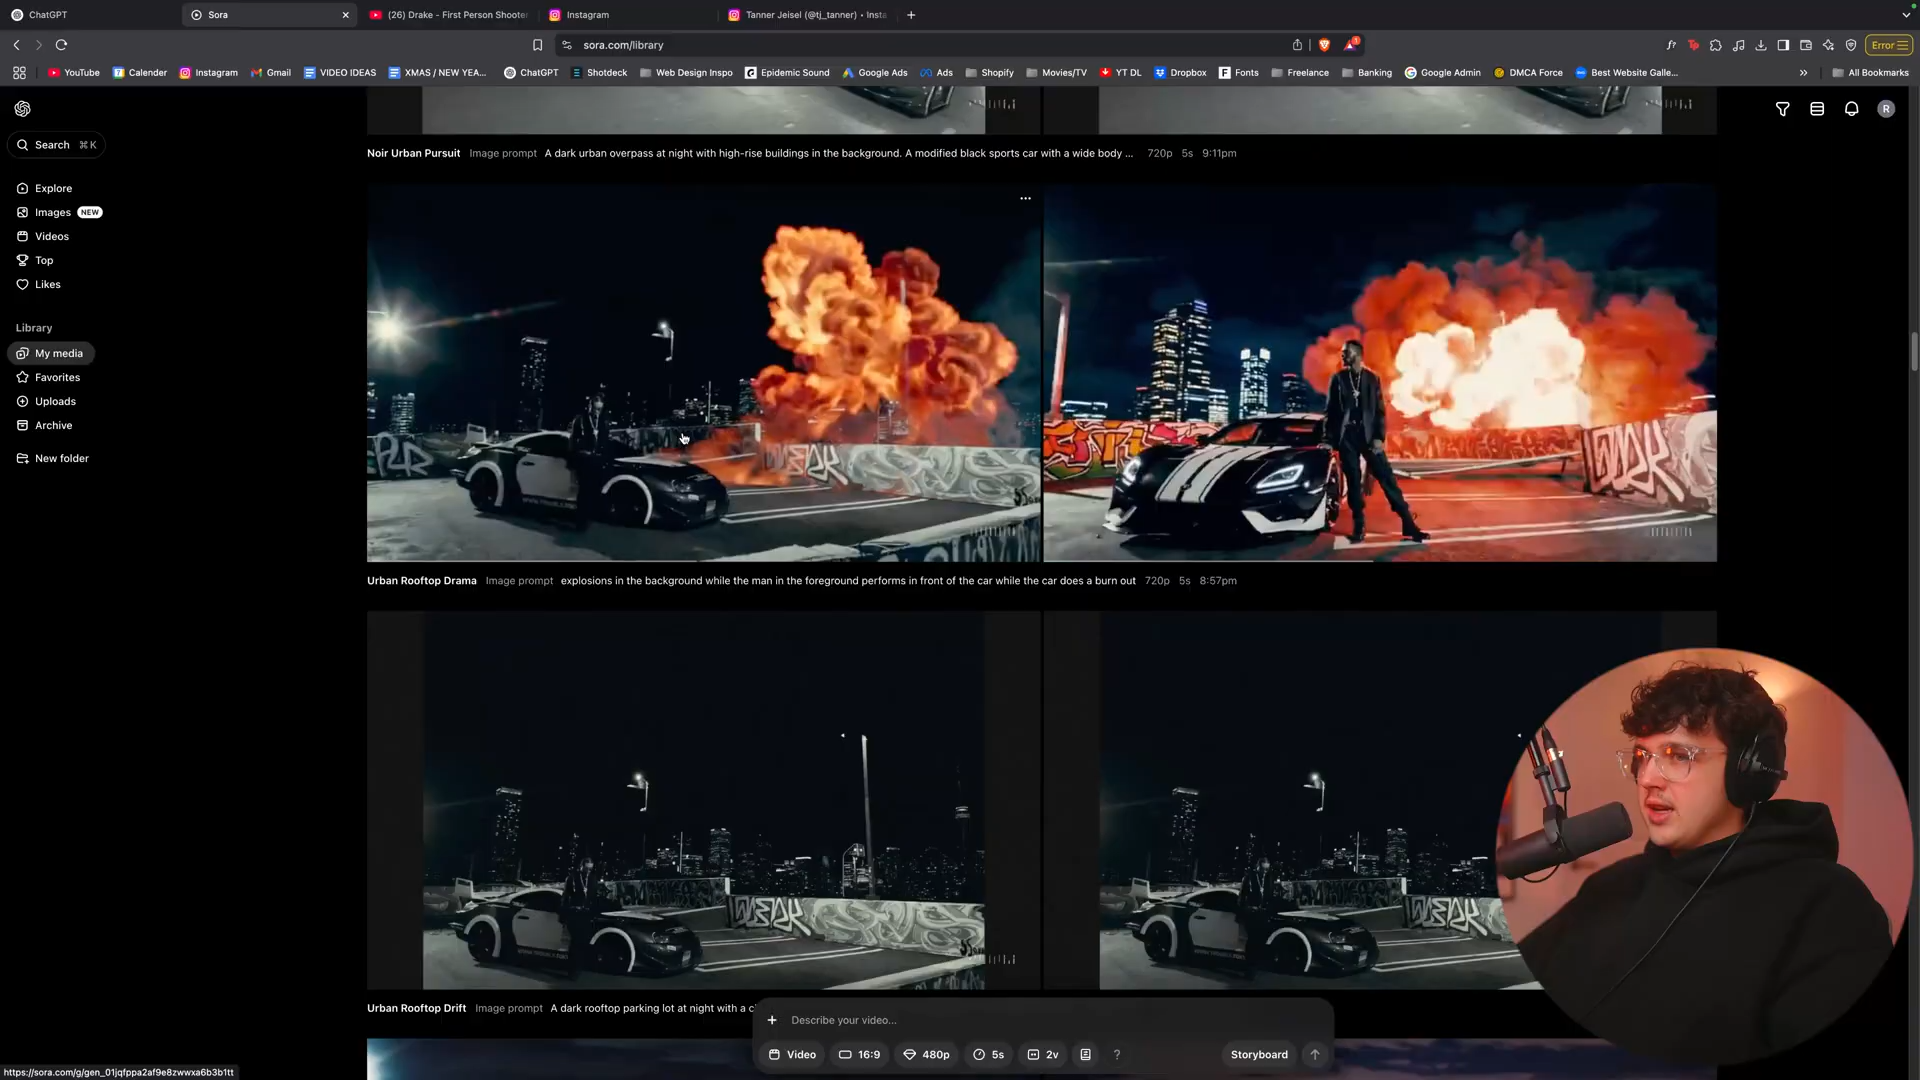 ChatGPT
Sora
(26) Drake - First Person Shooter
Instagram
Tanner Jeisel (@tj_tanner) • Insta
sora.com/library
Error
YouTube
Calender
Instagram
Gmail
VIDEO IDEAS
XMAS / NEW YEA...
ChatGPT
Shotdeck
Web Design Inspo
Epidemic Sound
Google Ads
Ads
Shopify
Movies/TV
YT DL
Dropbox
Fonts
Freelance
Banking
Google Admin
DMCA Force
Best Website Galle...
All Bookmarks
Search ⌘ K
Explore
Images NEW
Videos
Top
Likes
Library
My media
Favorites
Uploads
Archive
New folder
R
Noir Urban Pursuit Image prompt A dark urban overpass at night with high-rise buildings in the background. A modified black sports car with a wide body ... 720p 5s 9:11pm
Urban Rooftop Drama Image prompt explosions in the background while the man in the foreground performs in front of the car while the car does a burn out 720p 5s 8:57pm
Urban Rooftop Drift Image prompt A dark rooftop parking lot at night with a ci
Describe your video...
Video
16:9
480p
5s
2v
?
Storyboard
https://sora.com/g/gen_01jqfppa2af9e8zwwxa6b3b1tt